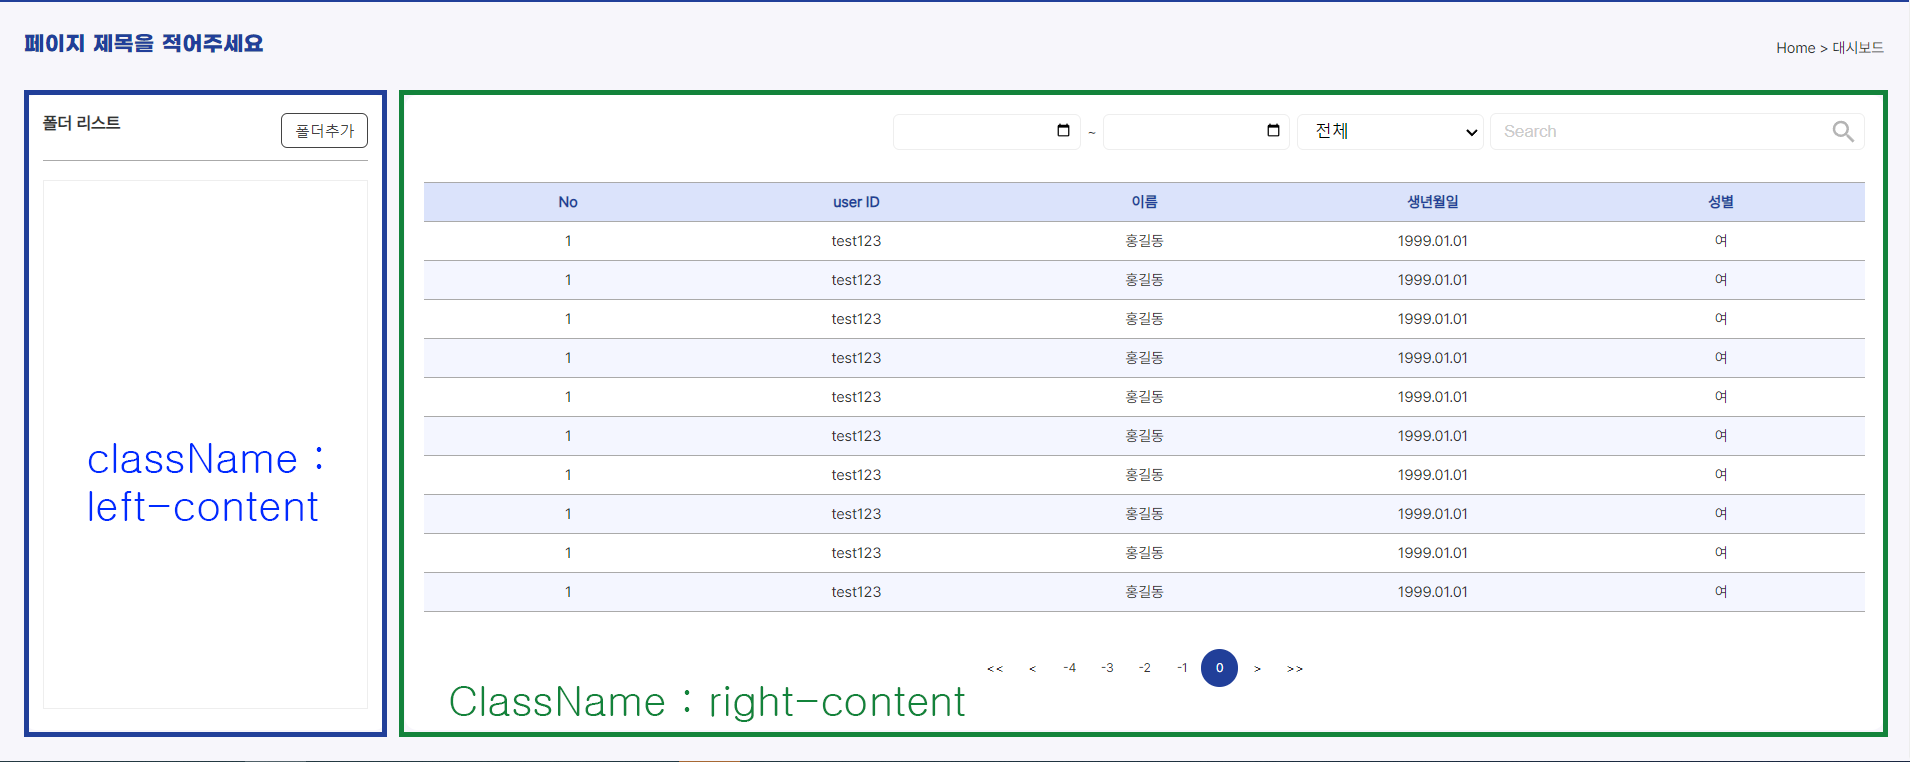 페이지 제목을 적어주세요
Home > 대시보드
폴더 리스트
폴더추가
className :
left-content
~ 전체 Search
No user ID 이름 생년월일 성별
1 test123 홍길동 1999.01.01 여
1 test123 홍길동 1999.01.01 여
1 test123 홍길동 1999.01.01 여
1 test123 홍길동 1999.01.01 여
1 test123 홍길동 1999.01.01 여
1 test123 홍길동 1999.01.01 여
1 test123 홍길동 1999.01.01 여
1 test123 홍길동 1999.01.01 여
1 test123 홍길동 1999.01.01 여
1 test123 홍길동 1999.01.01 여
<< < -4 -3 -2 -1 0 > >>
ClassName : right-content